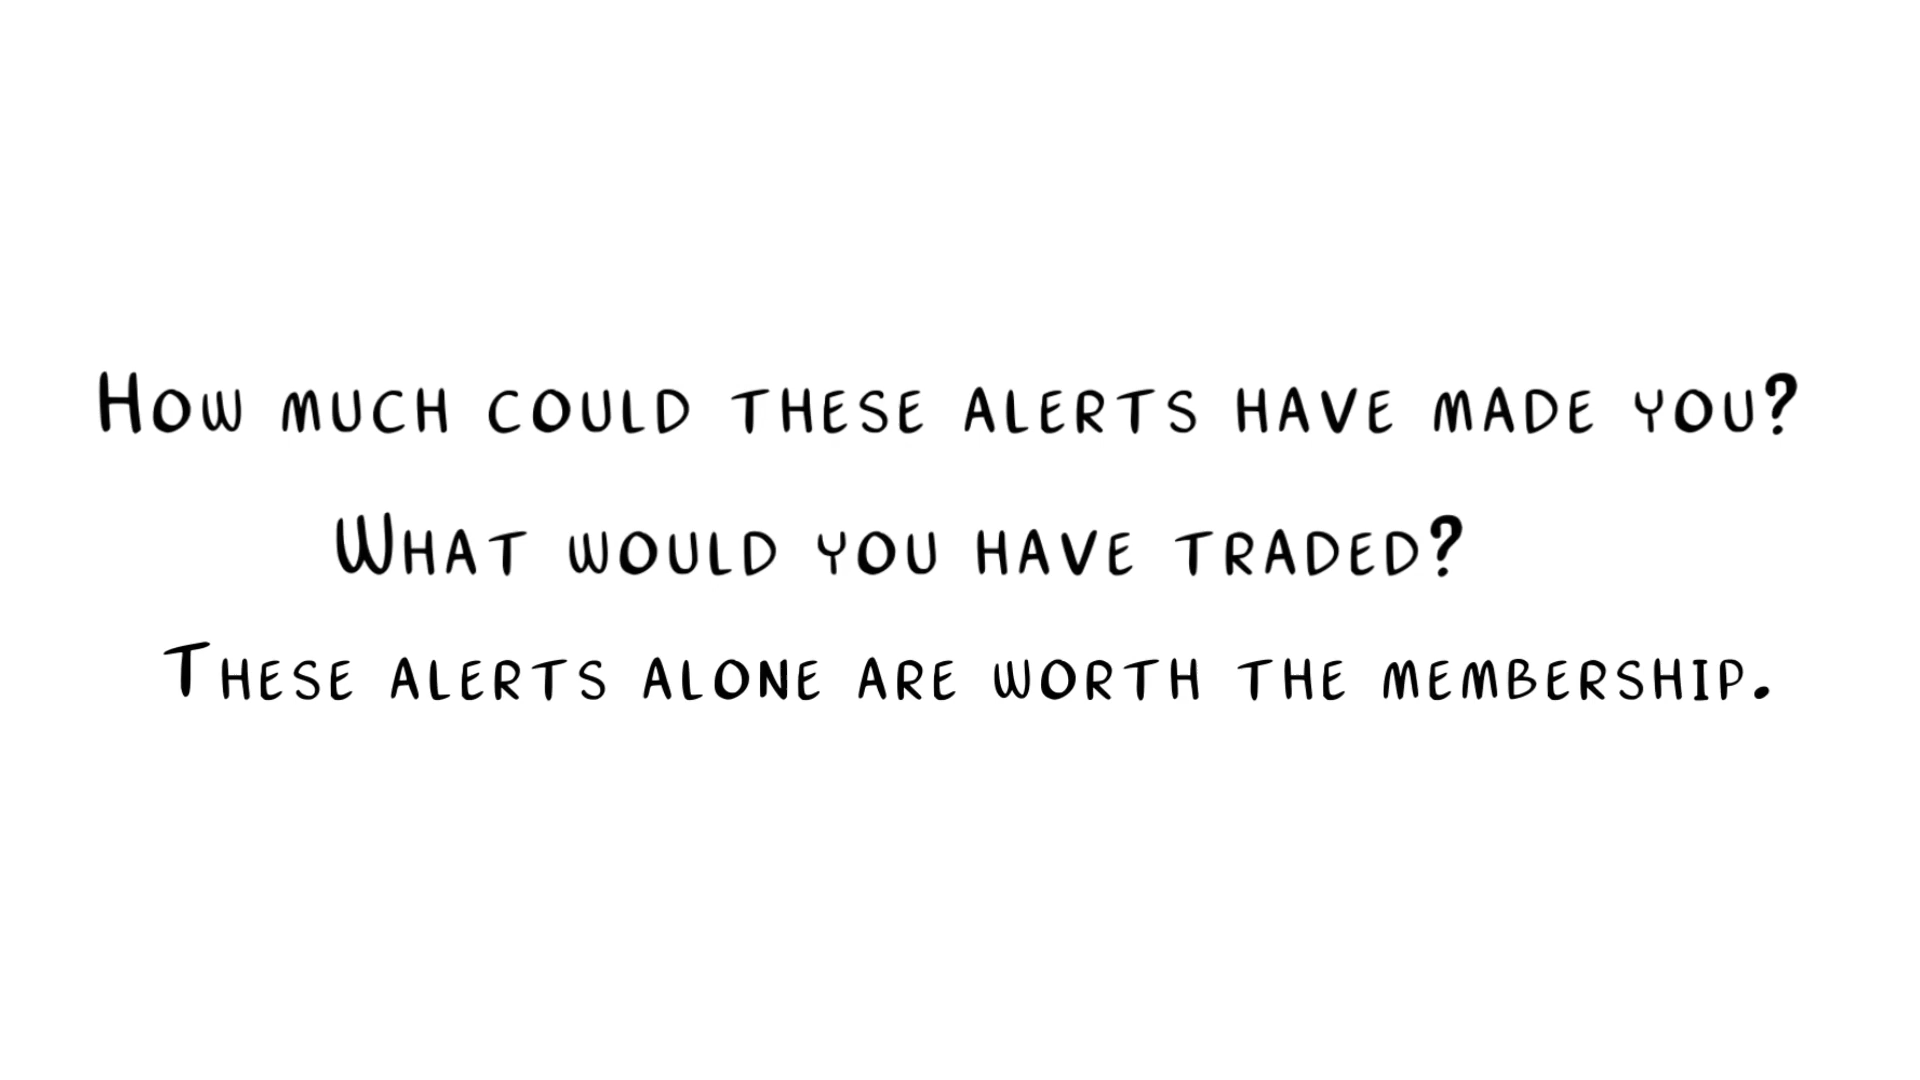 How much could these alerts have made you?
What would you have traded?
These alerts alone are worth the membership.